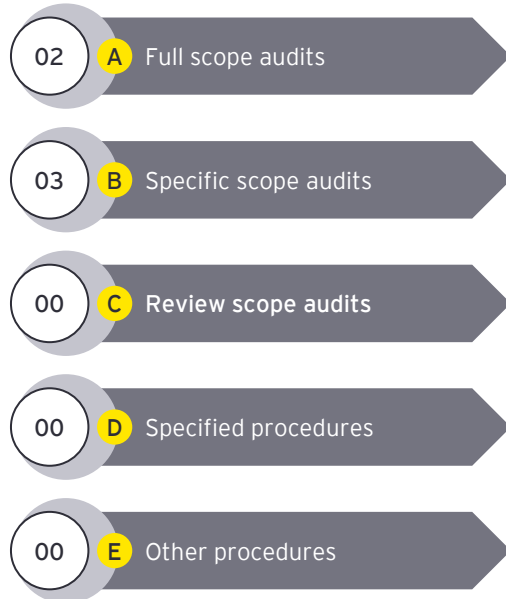 02 A Full scope audits
03 B Specific scope audits
00 C Review scope audits
00 D Specified procedures
00 E Other procedures